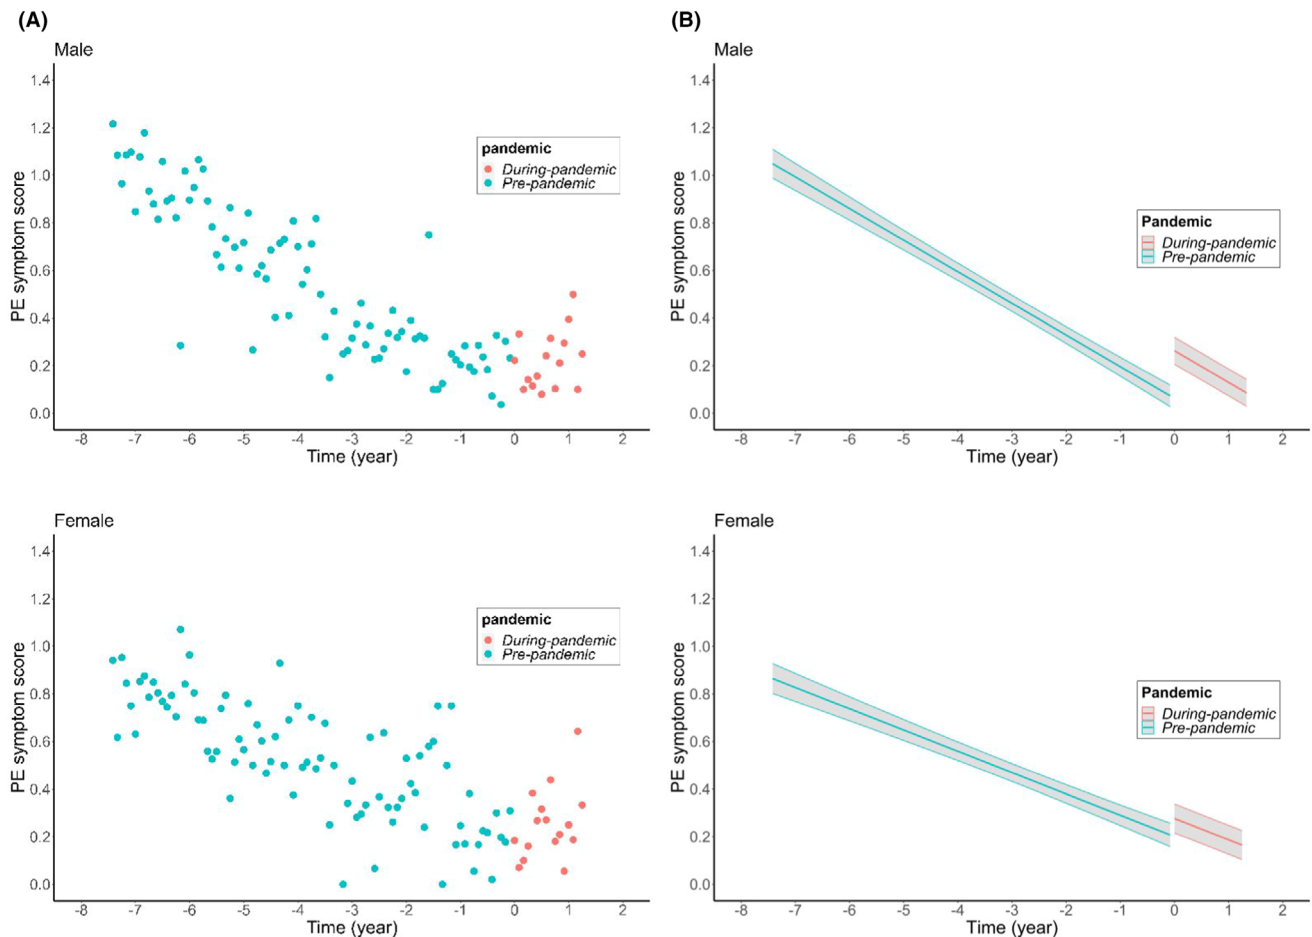 (A)
Male
PE symptom score
1.4
1.2
1.0
0.8
0.6
0.4
0.2
0.0
pandemic
During-pandemic
Pre-pandemic
-8 -7 -6 -5 -4 -3 -2 -1 0 1 2
Time (year)
(B)
Male
PE symptom score
1.4
1.2
1.0
0.8
0.6
0.4
0.2
0.0
Pandemic
During-pandemic
Pre-pandemic
-8 -7 -6 -5 -4 -3 -2 -1 0 1 2
Time (year)
Female
PE symptom score
1.4
1.2
1.0
0.8
0.6
0.4
0.2
0.0
pandemic
During-pandemic
Pre-pandemic
-8 -7 -6 -5 -4 -3 -2 -1 0 1 2
Time (year)
Female
PE symptom score
1.4
1.2
1.0
0.8
0.6
0.4
0.2
0.0
Pandemic
During-pandemic
Pre-pandemic
-8 -7 -6 -5 -4 -3 -2 -1 0 1 2
Time (year)